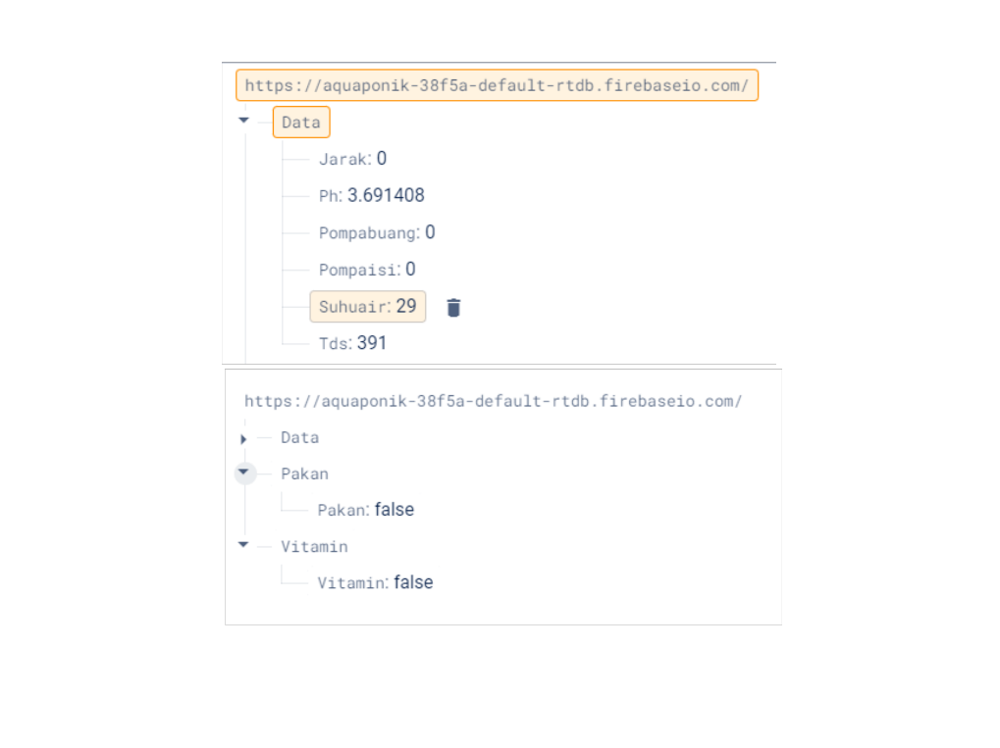 https://aquaponik-38f5a-default-rtdb.firebaseio.com/
Data
Jarak: 0
Ph: 3.691408
Pompabuang: 0
Pompaisi: 0
Suhuair: 29
Tds: 391
https://aquaponik-38f5a-default-rtdb.firebaseio.com/
Data
Pakan
Pakan: false
Vitamin
Vitamin: false